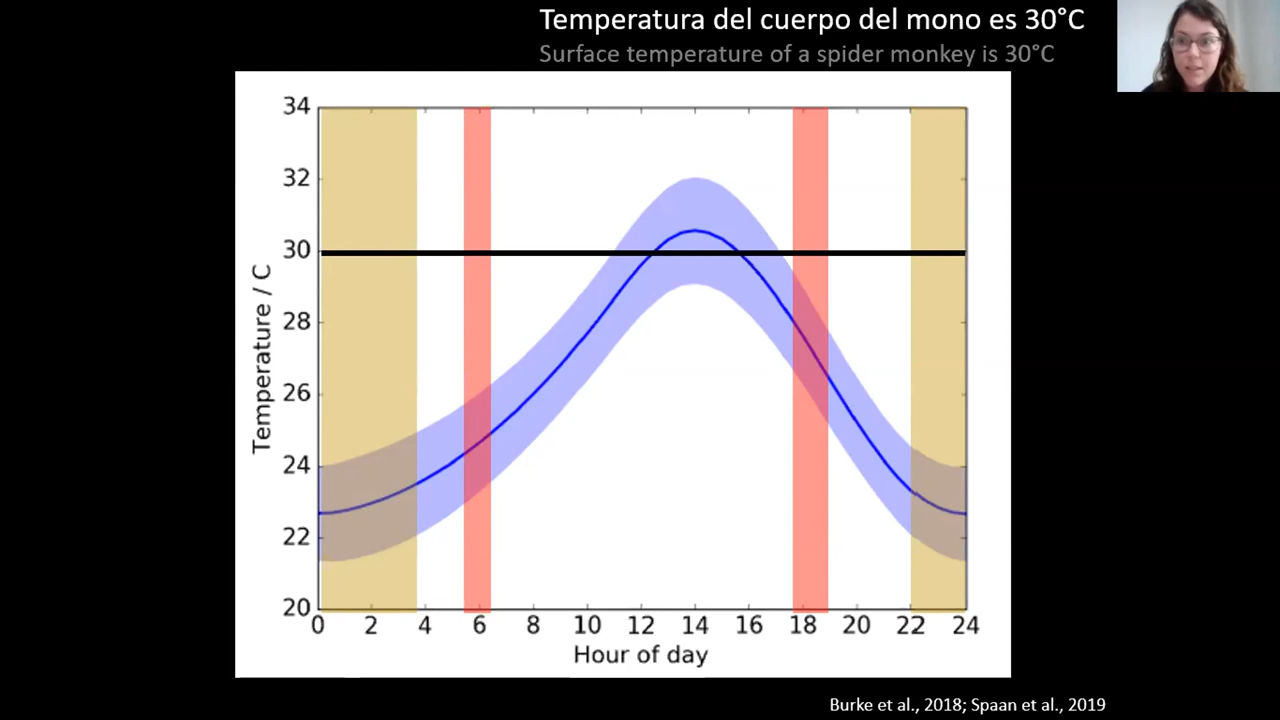 Temperatura del cuerpo del mono es 30°C
Surface temperature of a spider monkey is 30°C
34
32
30
28
26
24
22
20
Temperature / C
0 2 4 6 8 10 12 14 16 18 20 22 24
Hour of day
Burke et al., 2018; Spaan et al., 2019